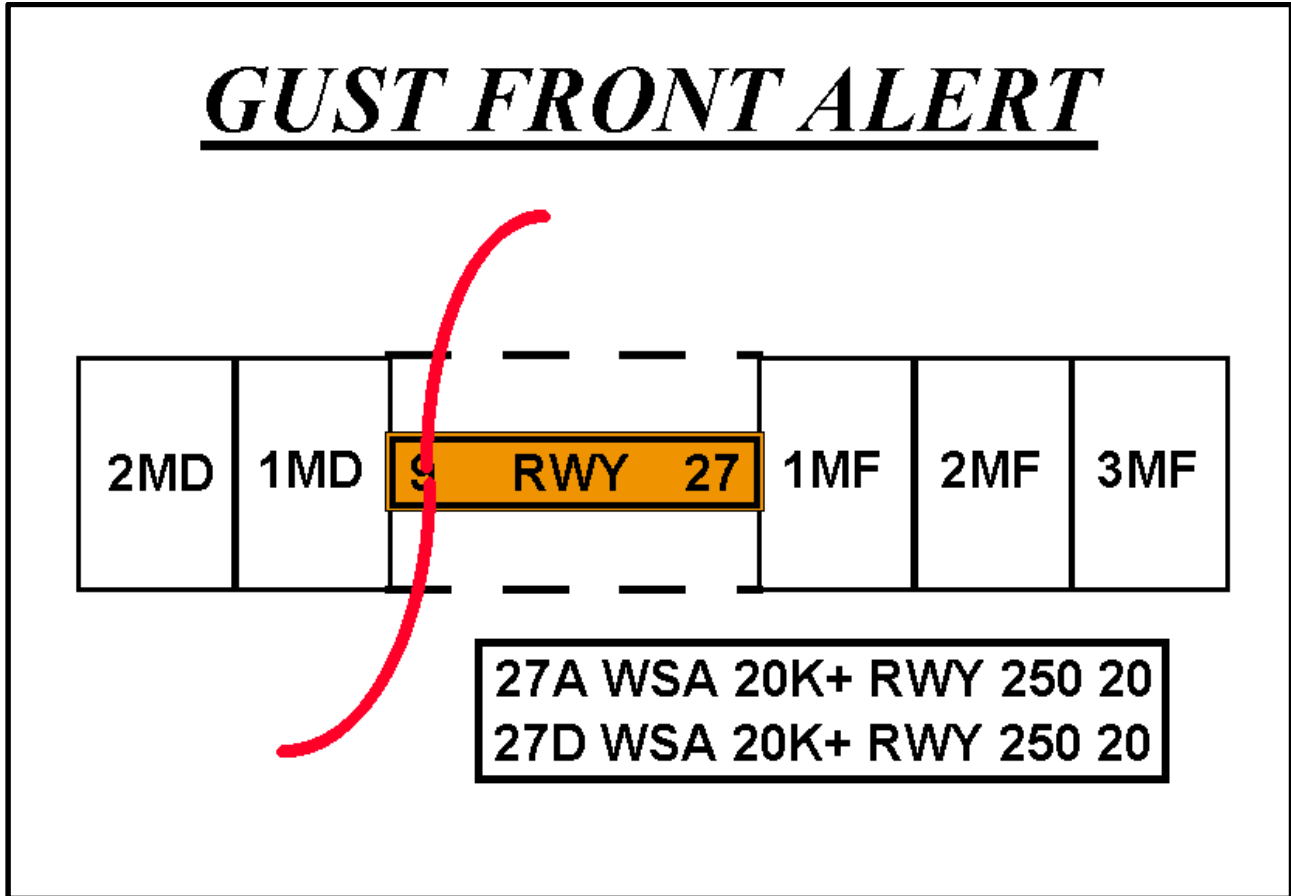 GUST FRONT ALERT
2MD 1MD 9 RWY 27 1MF 2MF 3MF
27A WSA 20K+ RWY 250 20
27D WSA 20K+ RWY 250 20